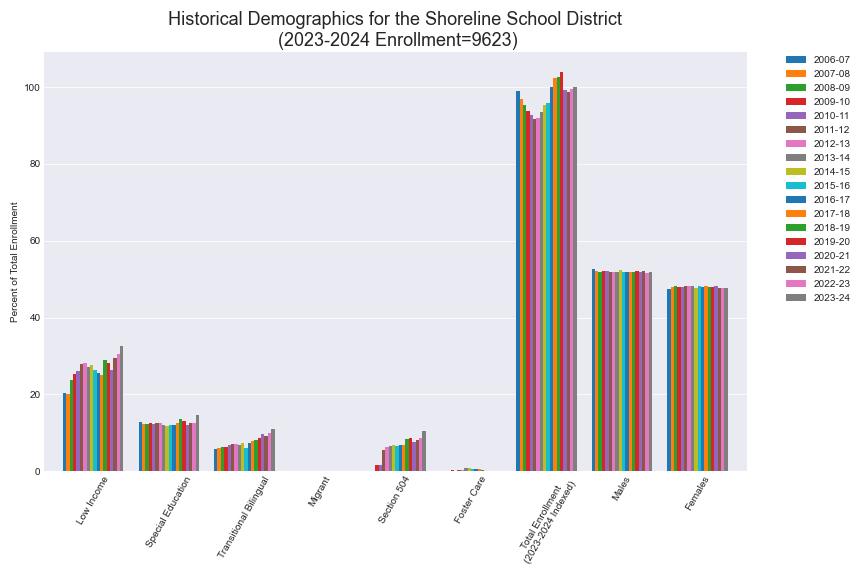 Historical Demographics for the Shoreline School District
(2023-2024 Enrollment=9623)
Percent of Total Enrollment
100
80
60
40
20
0
Low Income
Special Education
Transitional Bilingual
Migrant
Section 504
Foster Care
Total Enrollment
(2023-2024 Indexed)
Males
Females
2006-07
2007-08
2008-09
2009-10
2010-11
2011-12
2012-13
2013-14
2014-15
2015-16
2016-17
2017-18
2018-19
2019-20
2020-21
2021-22
2022-23
2023-24